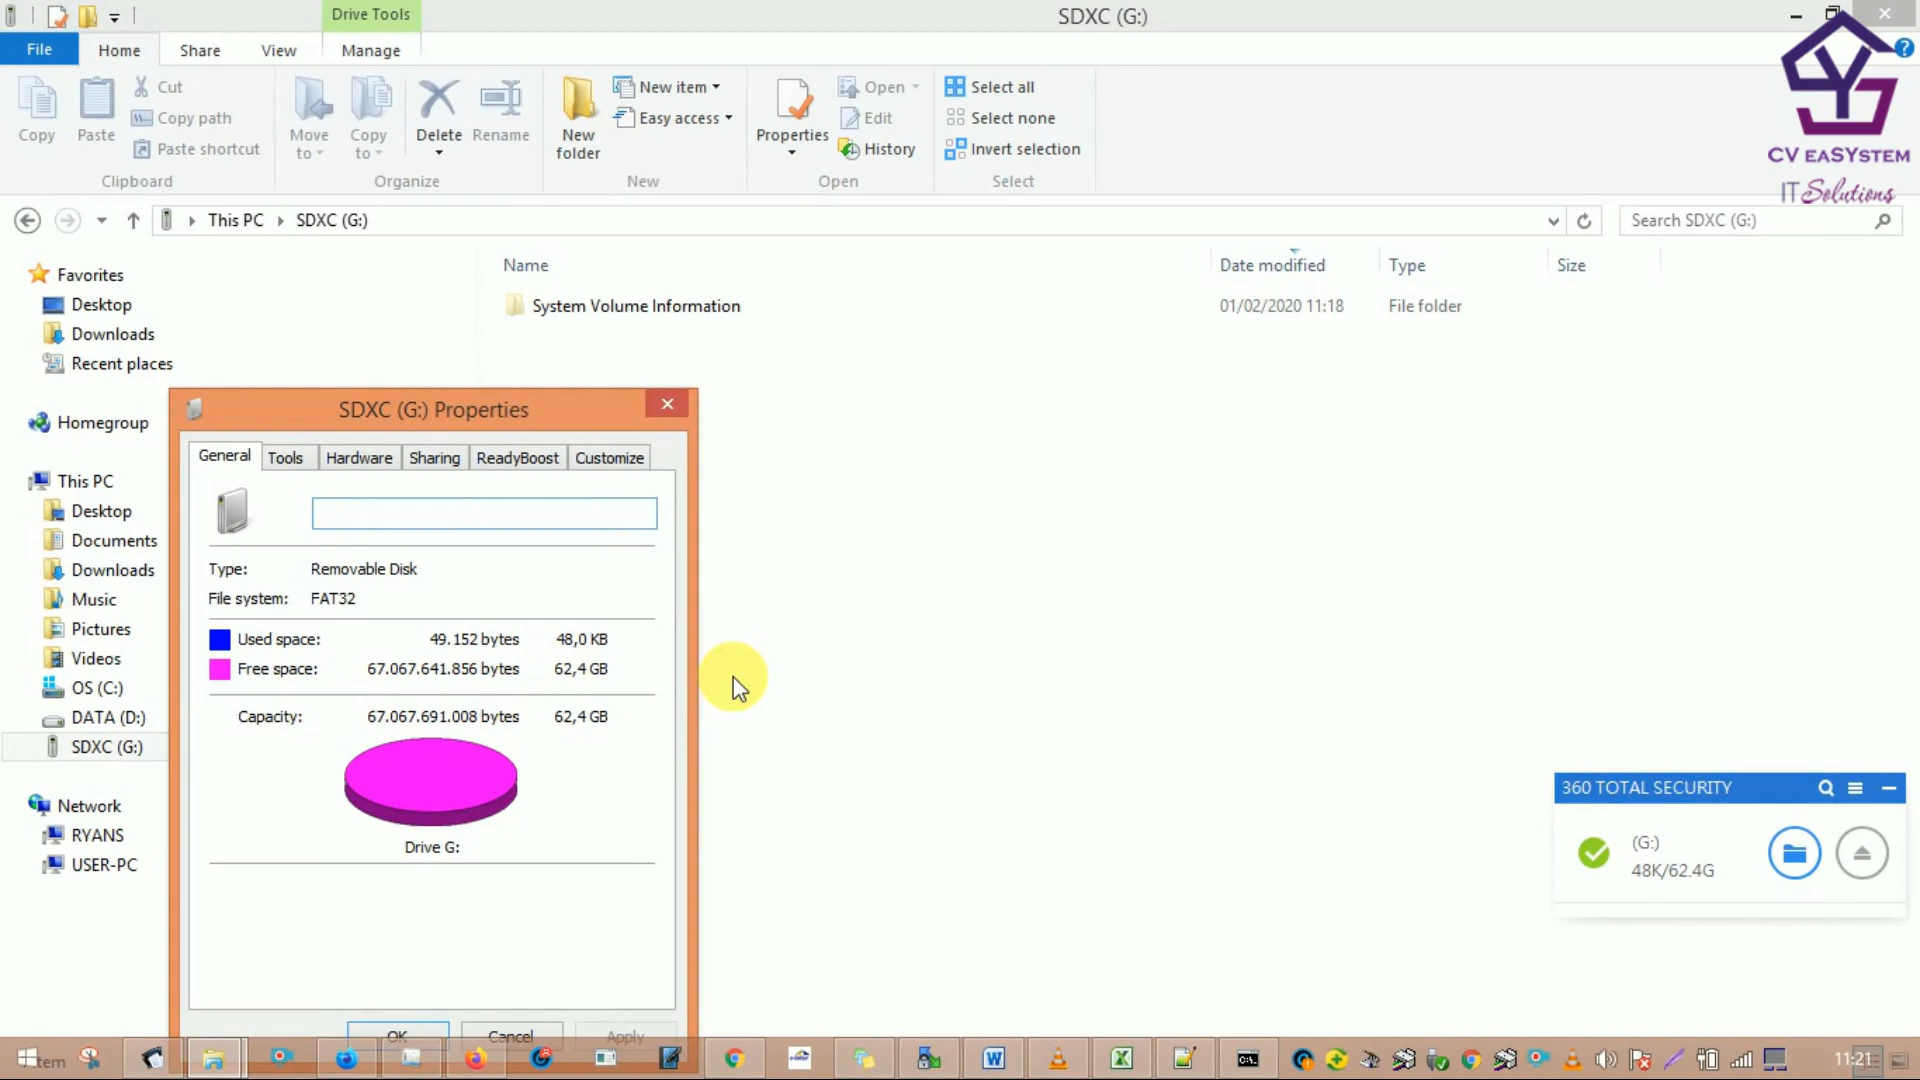 Drive Tools
SDXC (G:)
File
Home
Share
View
Manage
Copy
Paste
Cut
Copy path
Paste shortcut
Clipboard
Move to
Copy to
Delete
Rename
Organize
New folder
New item
Easy access
New
Properties
Open
Edit
History
Open
Select all
Select none
Invert selection
Select
CV eaSYstem
IT Solutions
This PC
SDXC (G:)
Search SDXC (G:)
Name
Date modified
Type
Size
System Volume Information
01/02/2020 11:18
File folder
Favorites
Desktop
Downloads
Recent places
Homegroup
This PC
Desktop
Documents
Downloads
Music
Pictures
Videos
OS (C:)
DATA (D:)
SDXC (G:)
Network
RYANS
USER-PC
SDXC (G:) Properties
General
Tools
Hardware
Sharing
ReadyBoost
Customize
Type: Removable Disk
File system: FAT32
Used space: 49.152 bytes 48,0 KB
Free space: 67.067.641.856 bytes 62,4 GB
Capacity: 67.067.691.008 bytes 62,4 GB
Drive G:
OK
Cancel
Apply
360 TOTAL SECURITY
(G:)
48K/62.4G
11:21